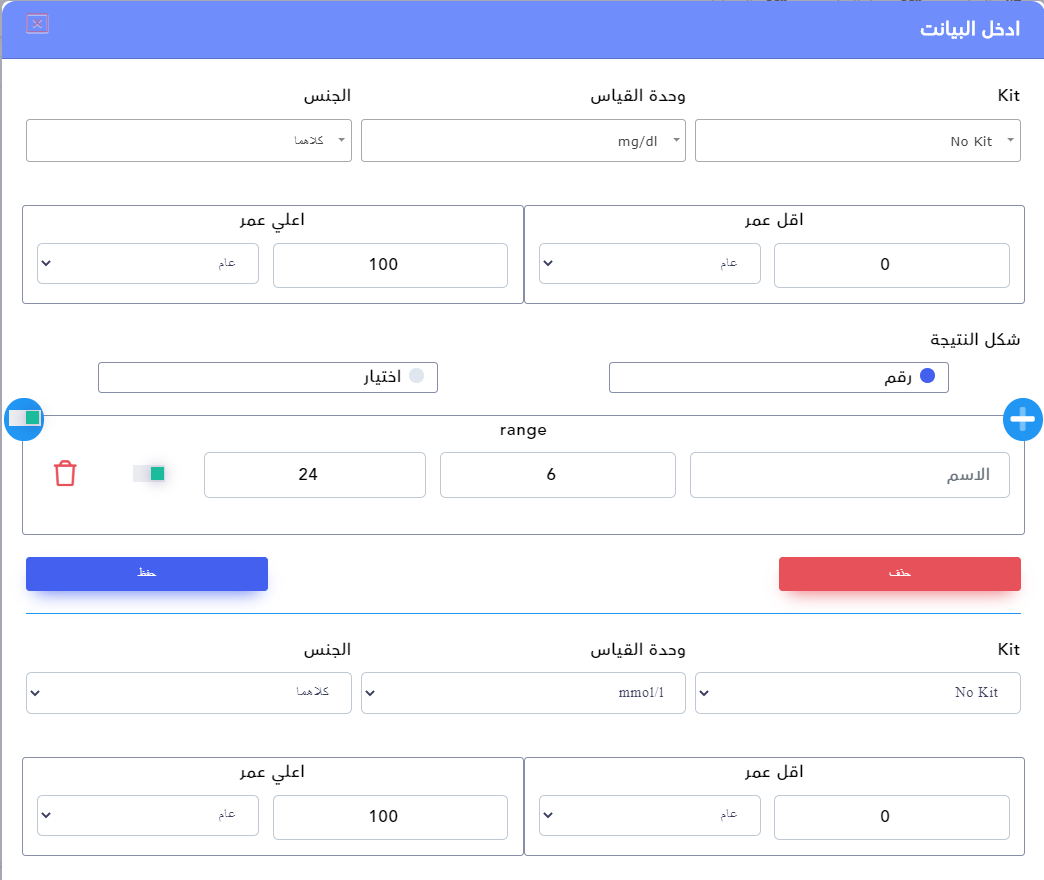 ادخل البيانت
Kit وحدة القياس الجنس
No Kit mg/dl كلاهما
اقل عمر اعلي عمر
0 عام 100 عام
شكل النتيجة
رقم اختيار
range
الاسم 6 24
حذف حفظ
Kit وحدة القياس الجنس
No Kit mmol/l كلاهما
اقل عمر اعلي عمر
0 عام 100 عام